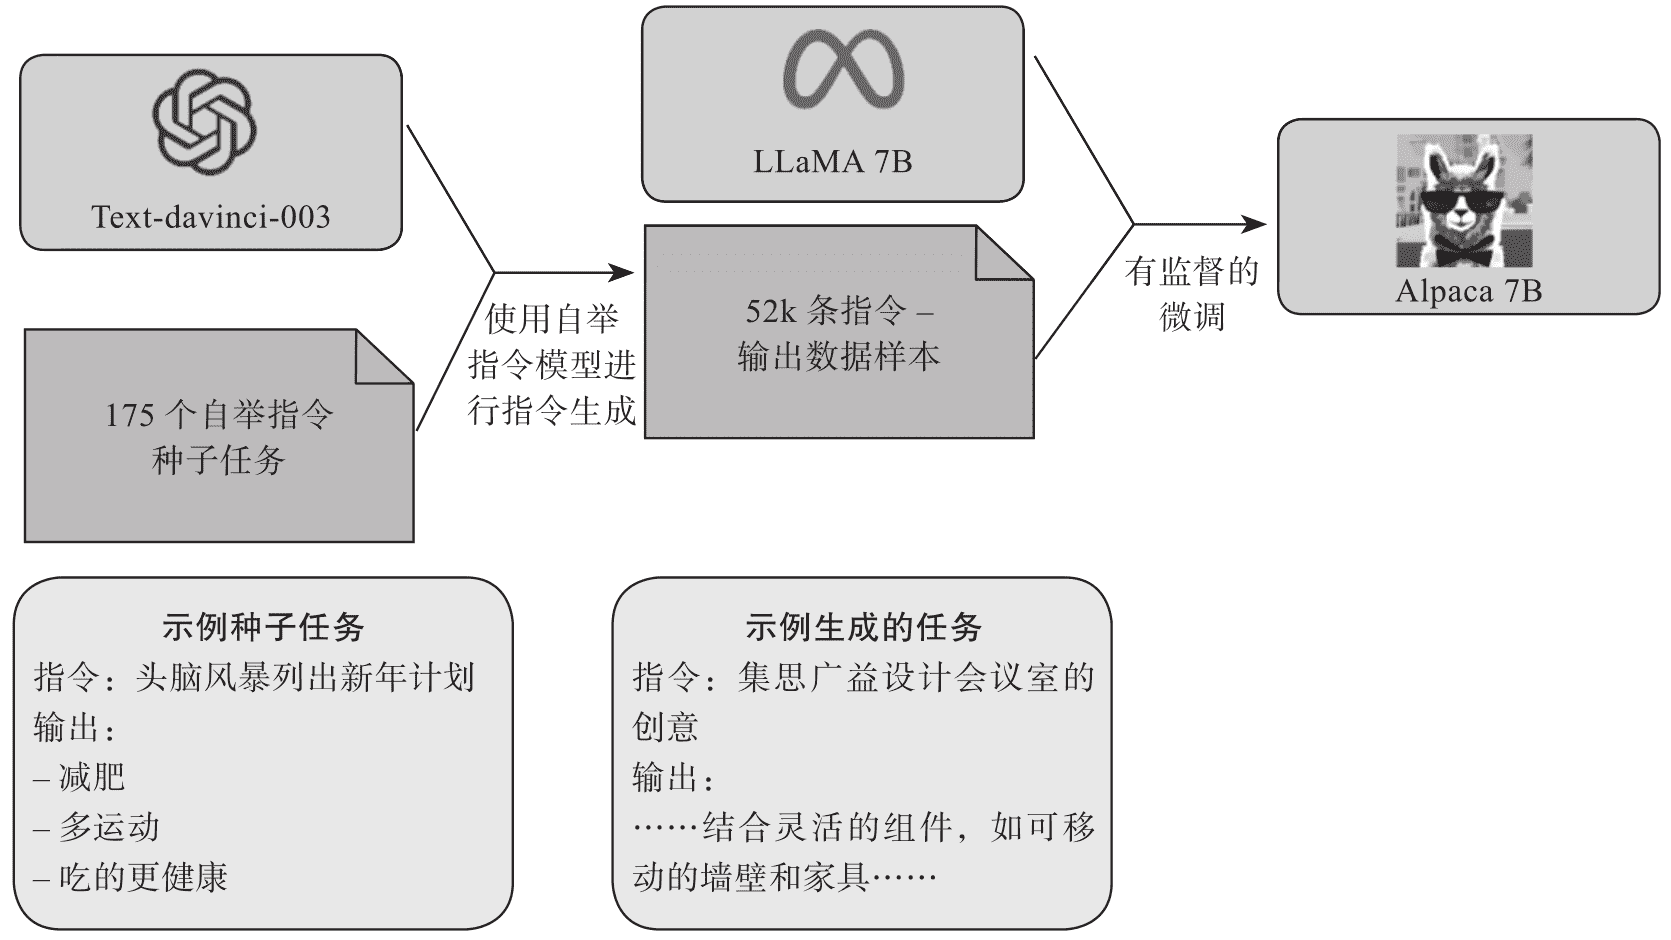 Text-davinci-003
175 个自举指令
种子任务
使用自举
指令模型进
行指令生成
LLaMA 7B
52k 条指令 –
输出数据样本
有监督的
微调
Alpaca 7B
示例种子任务
指令：头脑风暴列出新年计划
输出：
– 减肥
– 多运动
– 吃的更健康
示例生成的任务
指令：集思广益设计会议室的
创意
输出：
……结合灵活的组件，如可移
动的墙壁和家具……